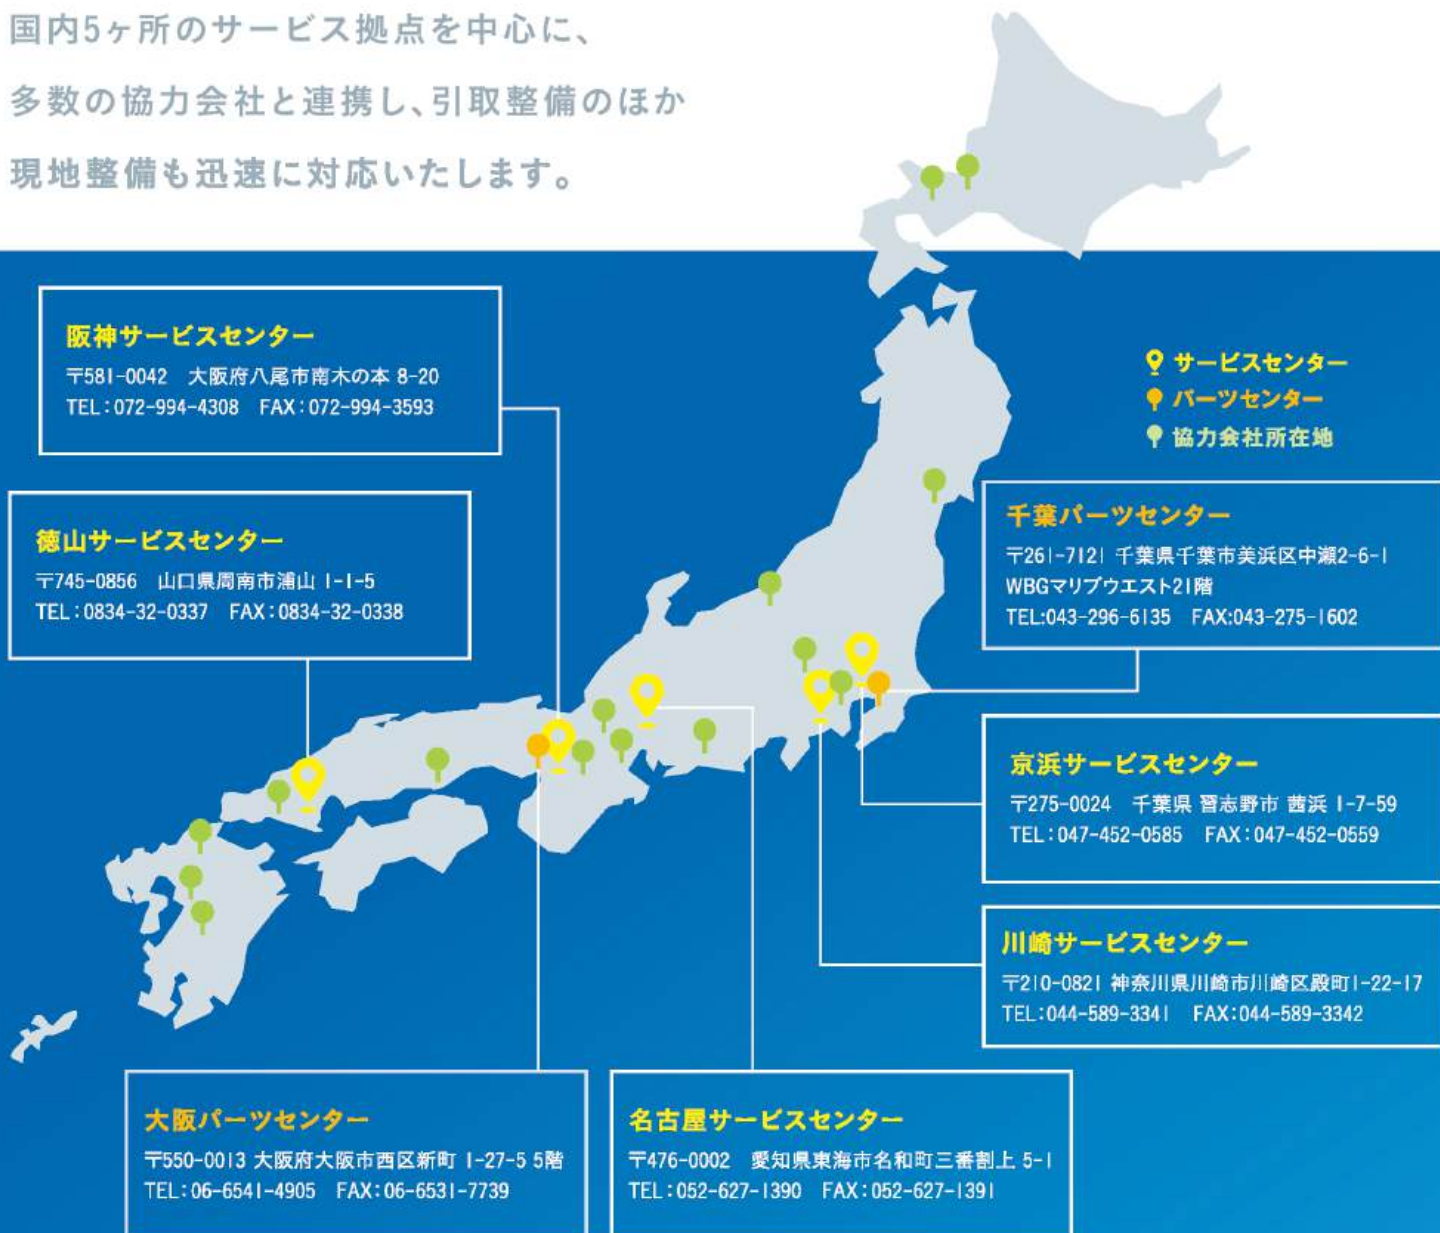 国内5ヶ所のサービス拠点を中心に、
多数の協力会社と連携し、引取整備のほか
現地整備も迅速に対応いたします。
阪神サービスセンター
〒581-0042　大阪府八尾市南木の本 8-20
TEL：072-994-4308　FAX：072-994-3593
徳山サービスセンター
〒745-0856　山口県周南市浦山 1-1-5
TEL：0834-32-0337　FAX：0834-32-0338
サービスセンター
パーツセンター
協力会社所在地
千葉パーツセンター
〒261-7121 千葉県千葉市美浜区中瀬2-6-1
WBGマリブウエスト21階
TEL:043-296-6135　FAX:043-275-1602
京浜サービスセンター
〒275-0024　千葉県 習志野市 茜浜 1-7-59
TEL：047-452-0585　FAX：047-452-0559
川崎サービスセンター
〒210-0821 神奈川県川崎市川崎区殿町1-22-17
TEL:044-589-3341　FAX:044-589-3342
大阪パーツセンター
〒550-0013 大阪府大阪市西区新町 1-27-5 5階
TEL：06-6541-4905　FAX：06-6531-7739
名古屋サービスセンター
〒476-0002　愛知県東海市名和町三番割上 5-1
TEL：052-627-1390　FAX：052-627-1391